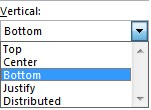 Vertical:
Bottom
Top
Center
Bottom
Justify
Distributed